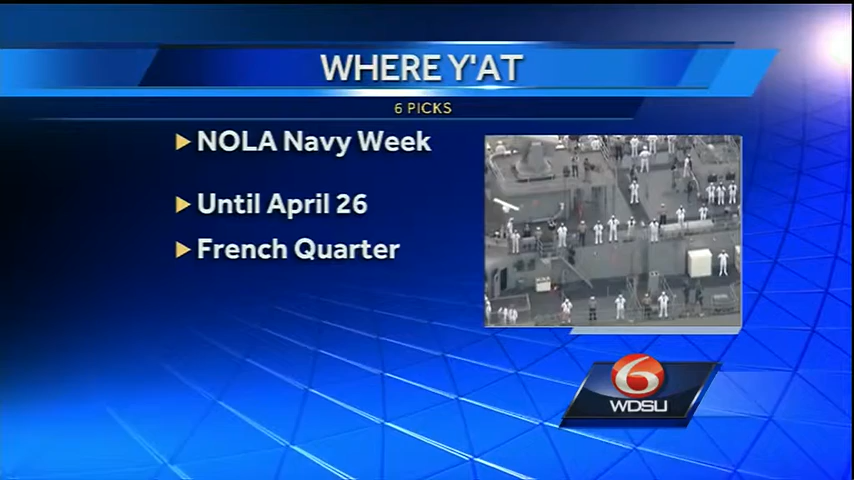 WHERE Y'AT
6 PICKS
NOLA Navy Week
Until April 26
French Quarter
6
WDSU